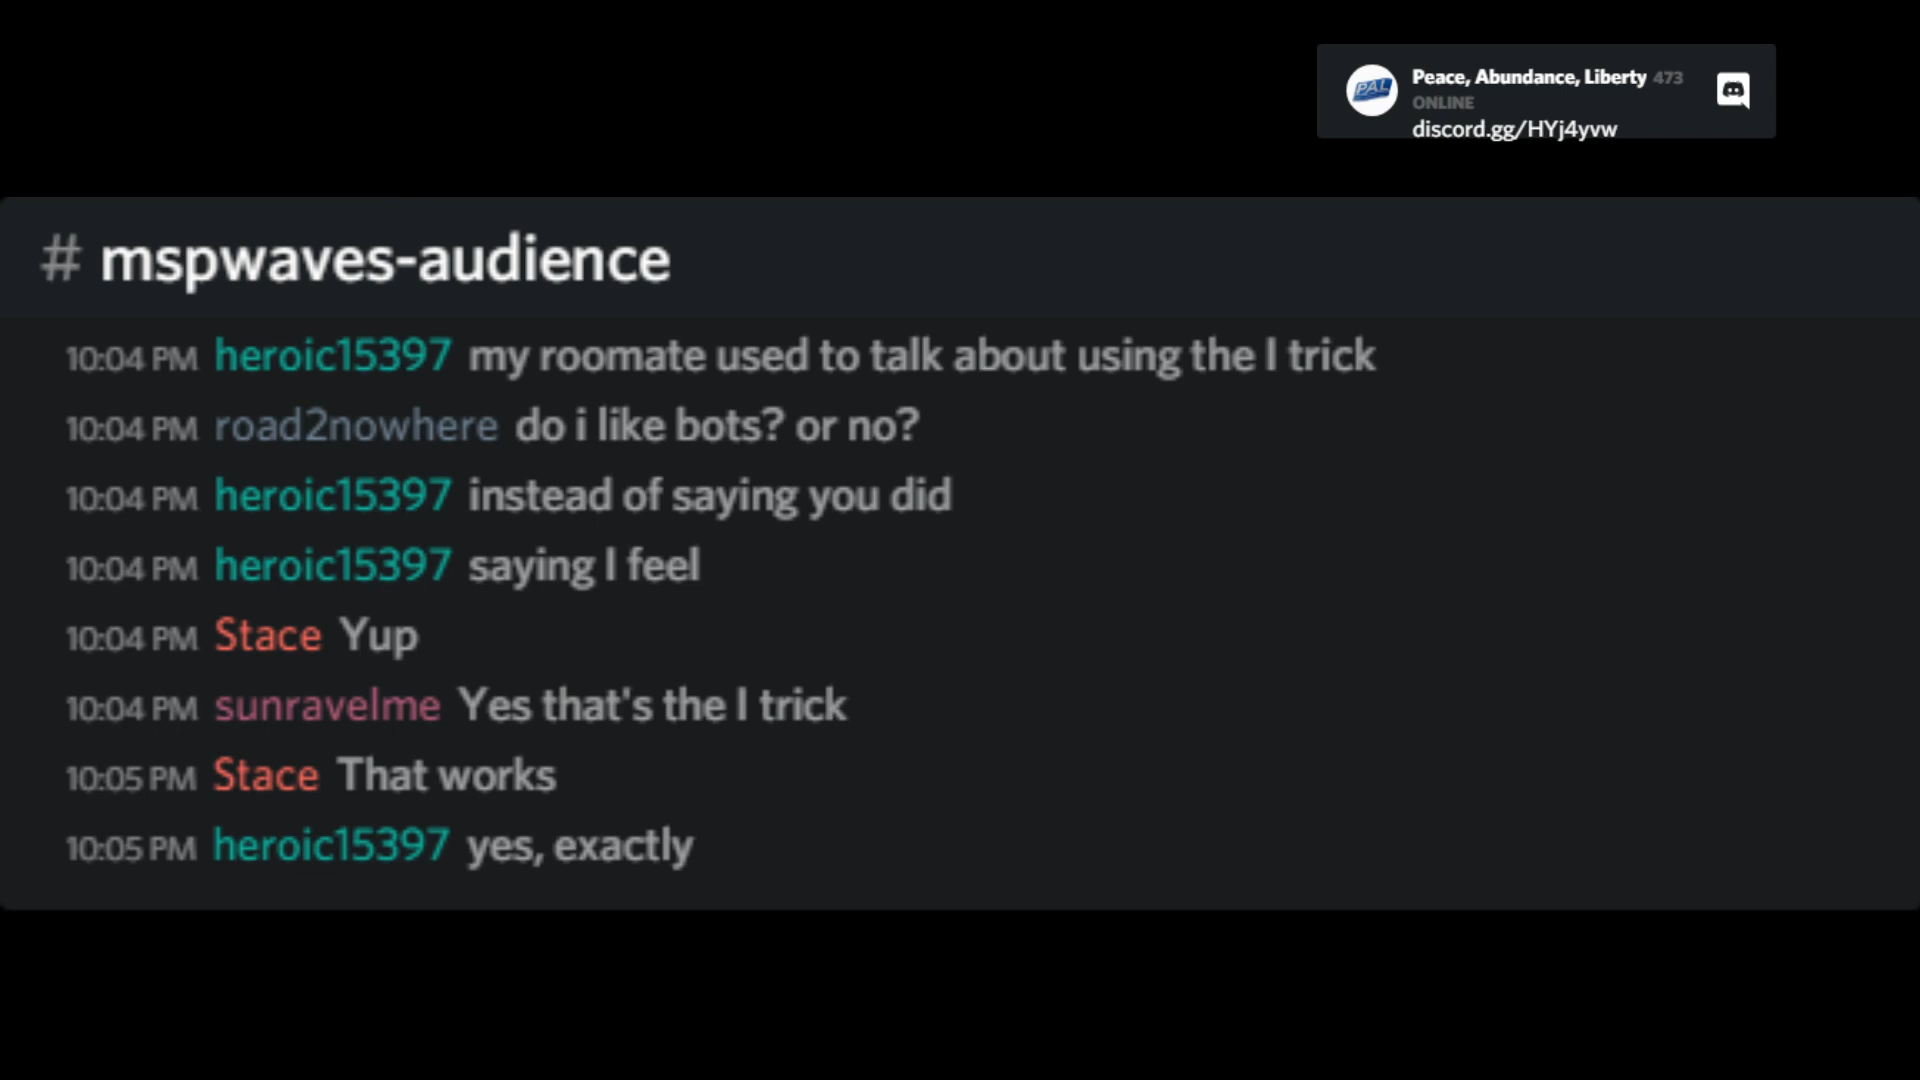 PAL
Peace, Abundance, Liberty 473
ONLINE
discord.gg/HYj4yvw
# mspwaves-audience
10:04 PM heroic15397 my roomate used to talk about using the I trick
10:04 PM road2nowhere do i like bots? or no?
10:04 PM heroic15397 instead of saying you did
10:04 PM heroic15397 saying I feel
10:04 PM Stace Yup
10:04 PM sunravelme Yes that's the I trick
10:05 PM Stace That works
10:05 PM heroic15397 yes, exactly